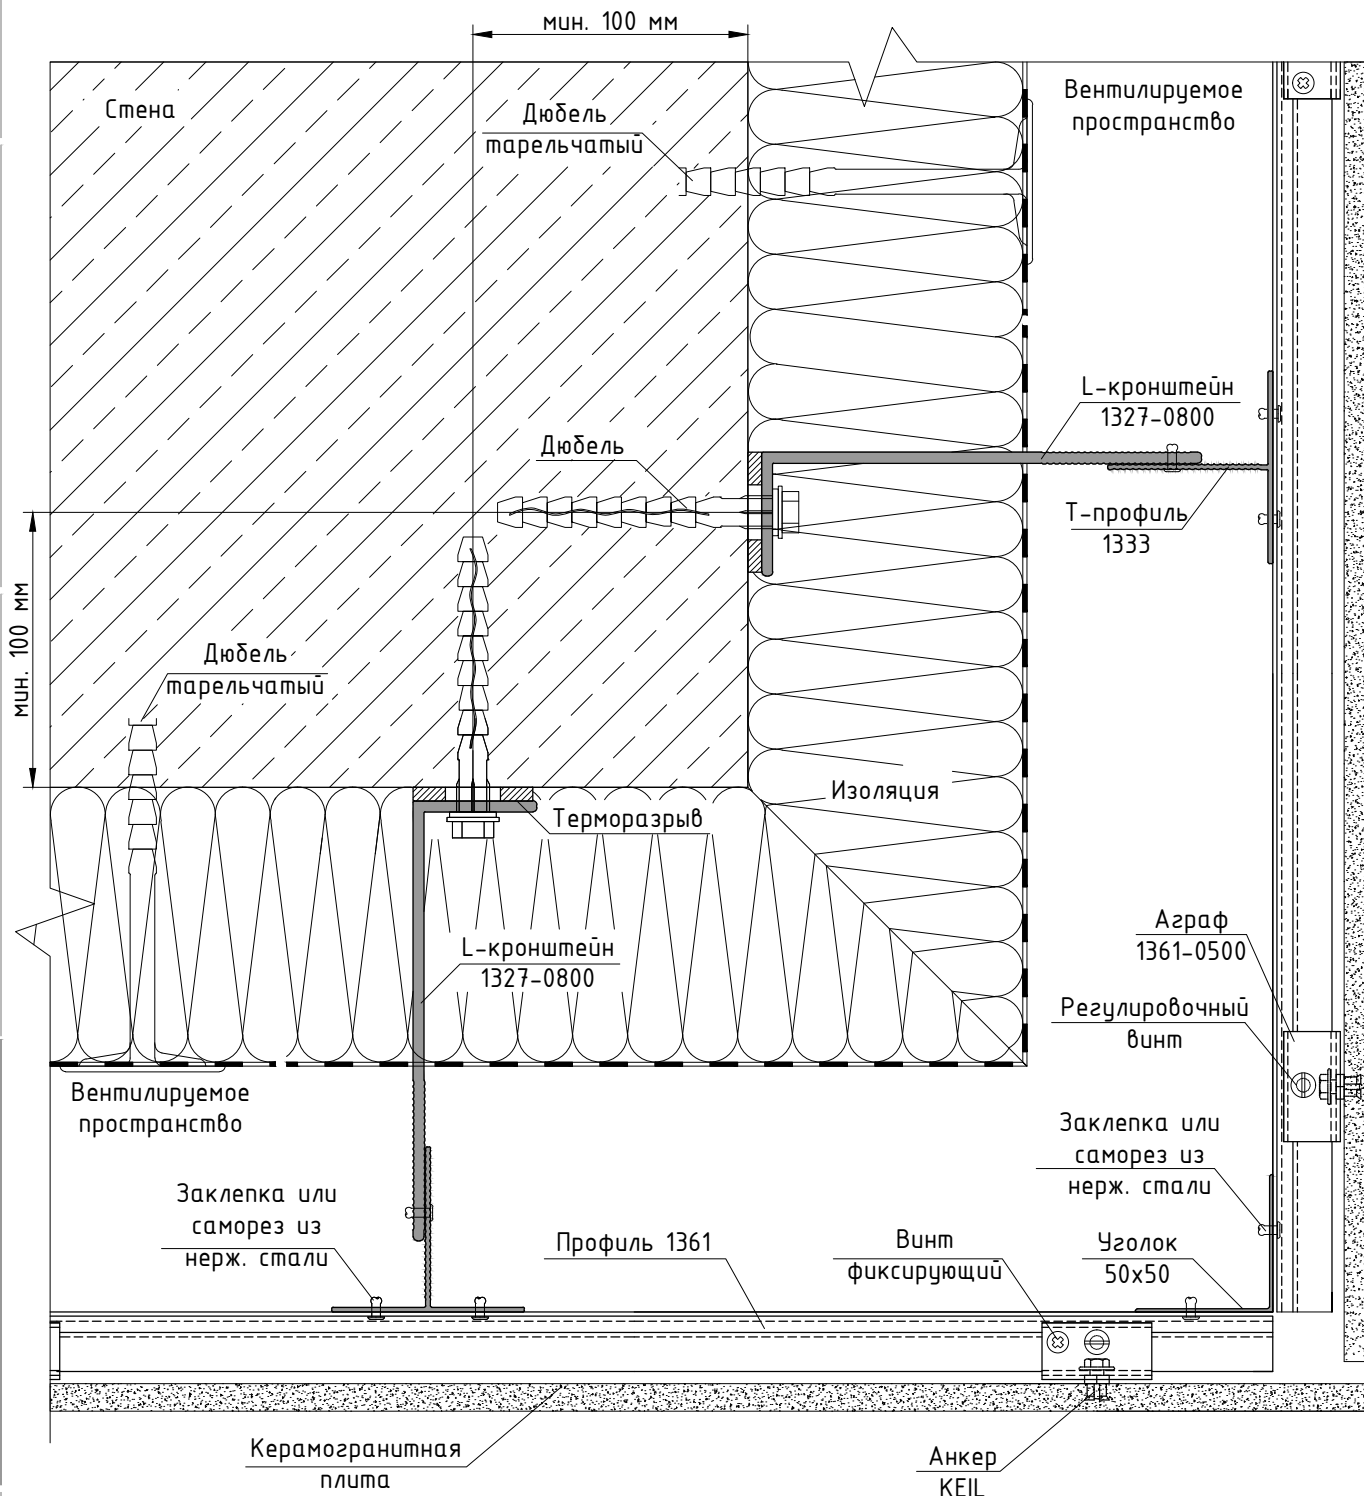 мин. 100 мм
Стена
Дюбель
тарельчатый
Вентилируемое
пространство
L-кронштейн
1327-0800
Дюбель
Т-профиль
1333
мин. 100 мм
Дюбель
тарельчатый
Изоляция
Терморазрыв
L-кронштейн
1327-0800
Аграф
1361-0500
Регулировочный
винт
Вентилируемое
пространство
Заклепка или
саморез из
нерж. стали
Заклепка или
саморез из
нерж. стали
Профиль 1361
Винт
фиксирующий
Уголок
50x50
Керамогранитная
плита
Анкер
KEIL